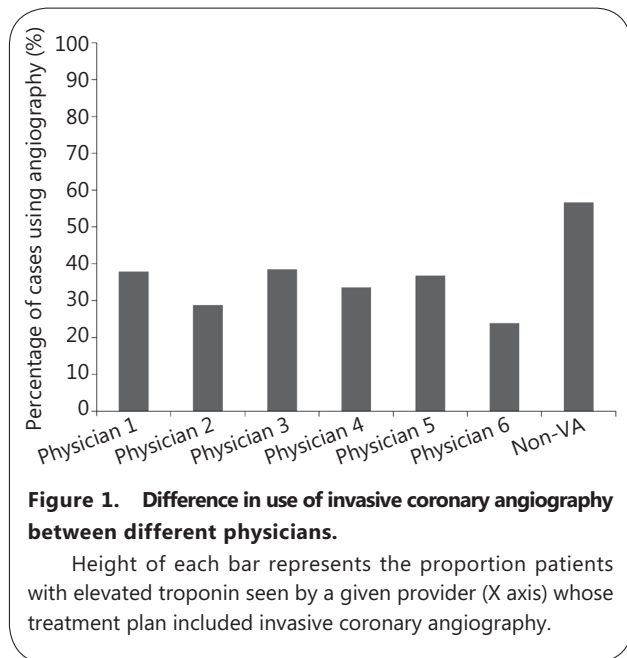 Percentage of cases using angiography (%)
100
90
80
70
60
50
40
30
20
10
0
Physician 1
Physician 2
Physician 3
Physician 4
Physician 5
Physician 6
Non-VA
Figure 1. Difference in use of invasive coronary angiography
between different physicians.
Height of each bar represents the proportion patients
with elevated troponin seen by a given provider (X axis) whose
treatment plan included invasive coronary angiography.